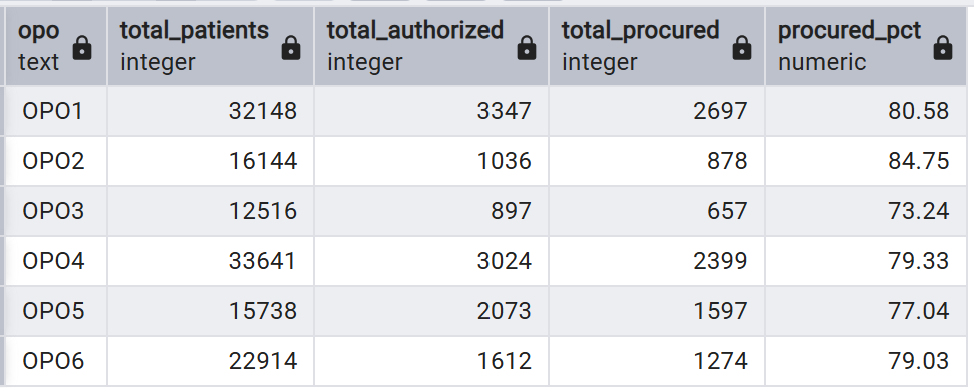 opo total_patients total_authorized total_procured procured_pct
text integer integer integer numeric
OPO1 32148 3347 2697 80.58
OPO2 16144 1036 878 84.75
OPO3 12516 897 657 73.24
OPO4 33641 3024 2399 79.33
OPO5 15738 2073 1597 77.04
OPO6 22914 1612 1274 79.03